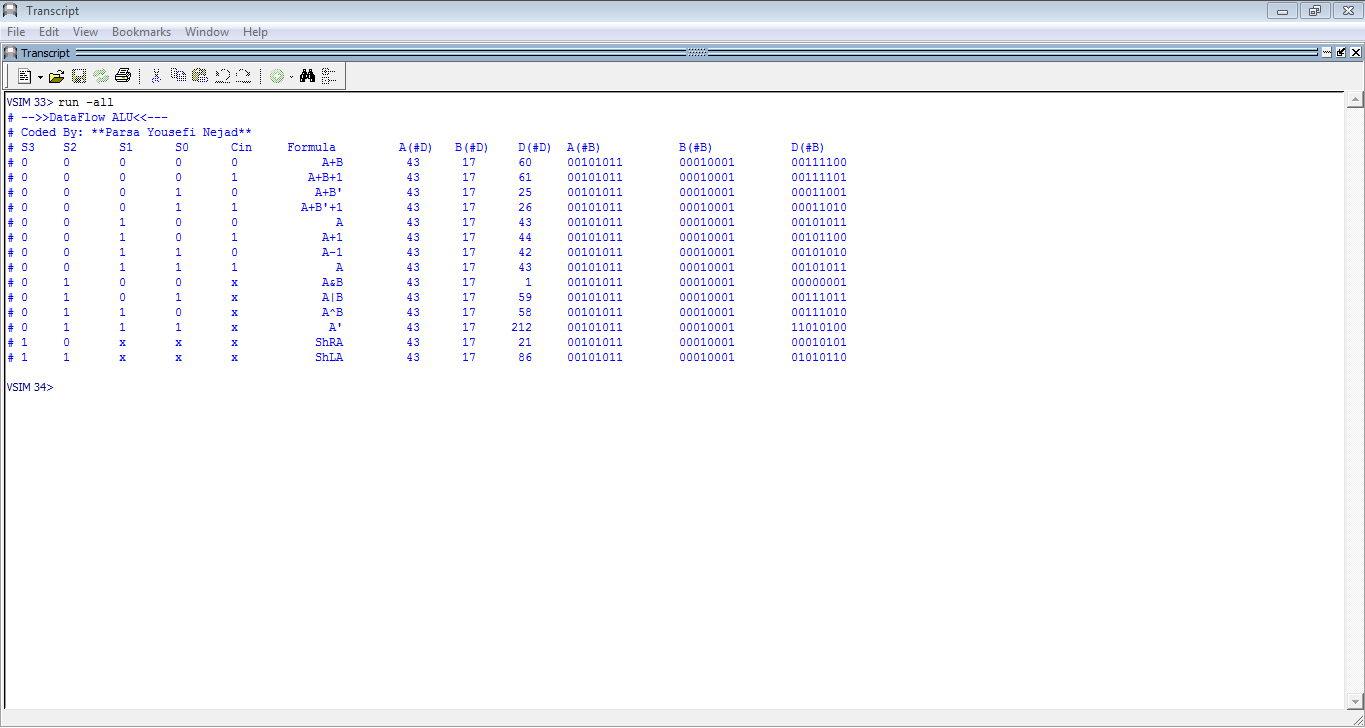 Transcript
File Edit View Bookmarks Window Help
Transcript
VSIM 33> run -all
# -->>DataFlow ALU<<---
# Coded By: **Parsa Yousefi Nejad**
# S3 S2 S1 S0 Cin Formula A(#D) B(#D) D(#D) A(#B) B(#B) D(#B)
# 0 0 0 0 0 A+B 43 17 60 00101011 00010001 00111100
# 0 0 0 0 1 A+B+1 43 17 61 00101011 00010001 00111101
# 0 0 0 1 0 A+B' 43 17 25 00101011 00010001 00011001
# 0 0 0 1 1 A+B'+1 43 17 26 00101011 00010001 00011010
# 0 0 1 0 0 A 43 17 43 00101011 00010001 00101011
# 0 0 1 0 1 A+1 43 17 44 00101011 00010001 00101100
# 0 0 1 1 0 A-1 43 17 42 00101011 00010001 00101010
# 0 0 1 1 1 A 43 17 43 00101011 00010001 00101011
# 0 1 0 0 x A&B 43 17 1 00101011 00010001 00000001
# 0 1 0 1 x A|B 43 17 59 00101011 00010001 00111011
# 0 1 1 0 x A^B 43 17 58 00101011 00010001 00111010
# 0 1 1 1 x A' 43 17 212 00101011 00010001 11010100
# 1 0 x x x ShRA 43 17 21 00101011 00010001 00010101
# 1 1 x x x ShLA 43 17 86 00101011 00010001 01010110
VSIM 34>